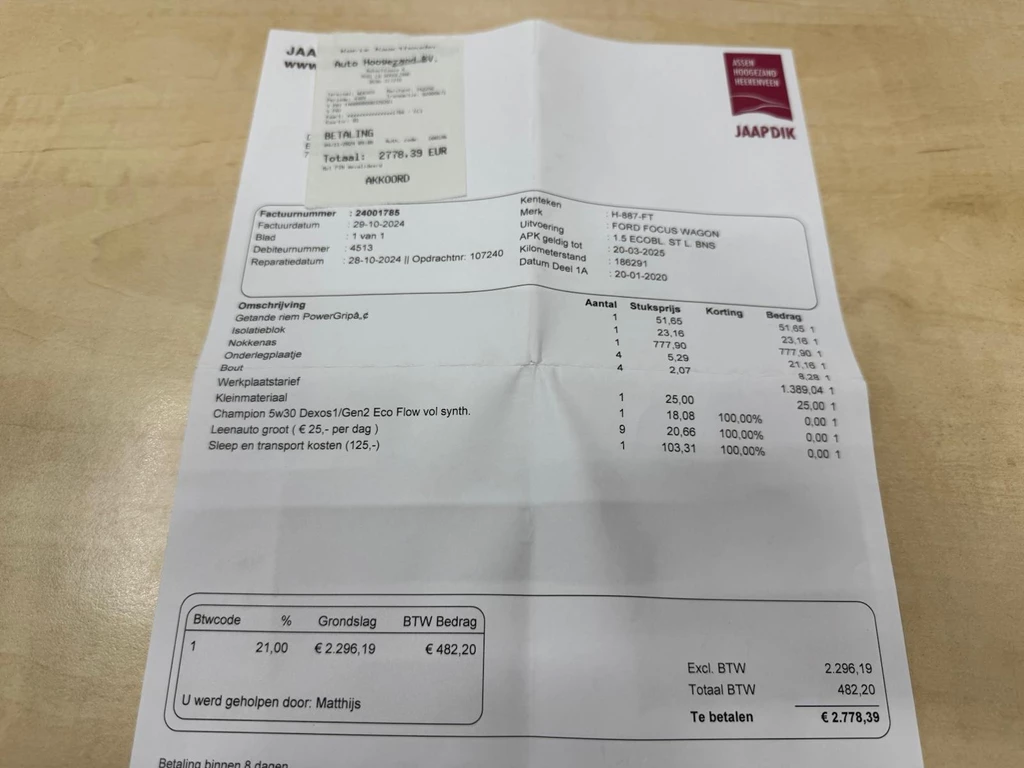 JAA
www
Auto Hoogezand.BV.
BETALING
Totaal: 2778,39 EUR
AKKOORD
ASSEN
HOOGEZAND
HEERENVEEN
JAAPDIK
Factuurnummer : 24001785
Factuurdatum : 29-10-2024
Blad : 1 van 1
Debiteurnummer : 4513
Reparatiedatum : 28-10-2024 || Opdrachtnr: 107240
Kenteken : H-887-FT
Merk : FORD FOCUS WAGON
Uitvoering : 1.5 ECOBL. ST L. BNS
APK geldig tot : 20-03-2025
Kilometerstand : 186291
Datum Deel 1A : 20-01-2020
Omschrijving Aantal Stuksprijs Korting Bedrag
Getande riem PowerGripâ„¢ 1 51,65 51,65 1
Isolatieblok 1 23,16 23,16 1
Nokkenas 1 777,90 777,90 1
Onderlegplaatje 4 5,29 21,16 1
Bout 4 2,07 8,28 1
Werkplaatstarief 1.389,04 1
Kleinmateriaal 1 25,00 25,00 1
Champion 5w30 Dexos1/Gen2 Eco Flow vol synth. 1 18,08 100,00% 0,00 1
Leenauto groot ( € 25,- per dag ) 9 20,66 100,00% 0,00 1
Sleep en transport kosten (125,-) 1 103,31 100,00% 0,00 1
Btwcode % Grondslag BTW Bedrag
1 21,00 € 2.296,19 € 482,20
U werd geholpen door: Matthijs
Excl. BTW 2.296,19
Totaal BTW 482,20
Te betalen € 2.778,39
Betaling binnen 8 dagen